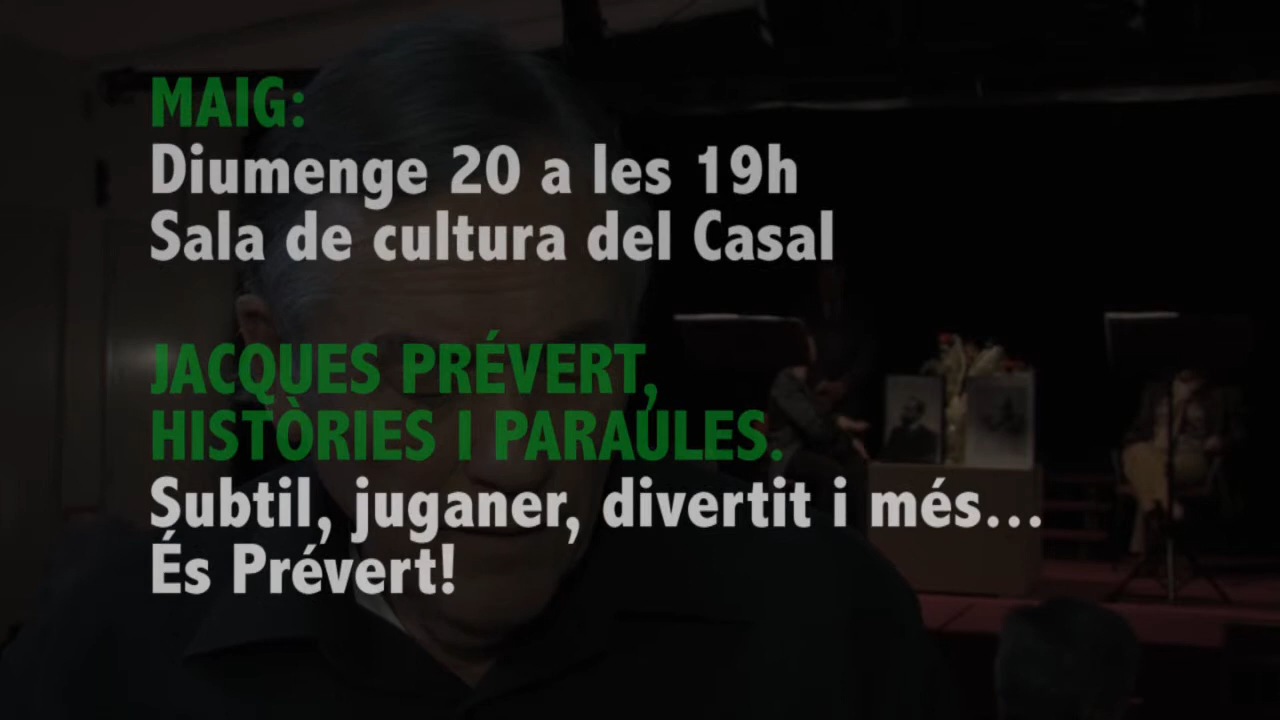 MAIG:
Diumenge 20 a les 19h
Sala de cultura del Casal
JACQUES PRÉVERT,
HISTÒRIES I PARAULES.
Subtil, juganer, divertit i més...
És Prévert!